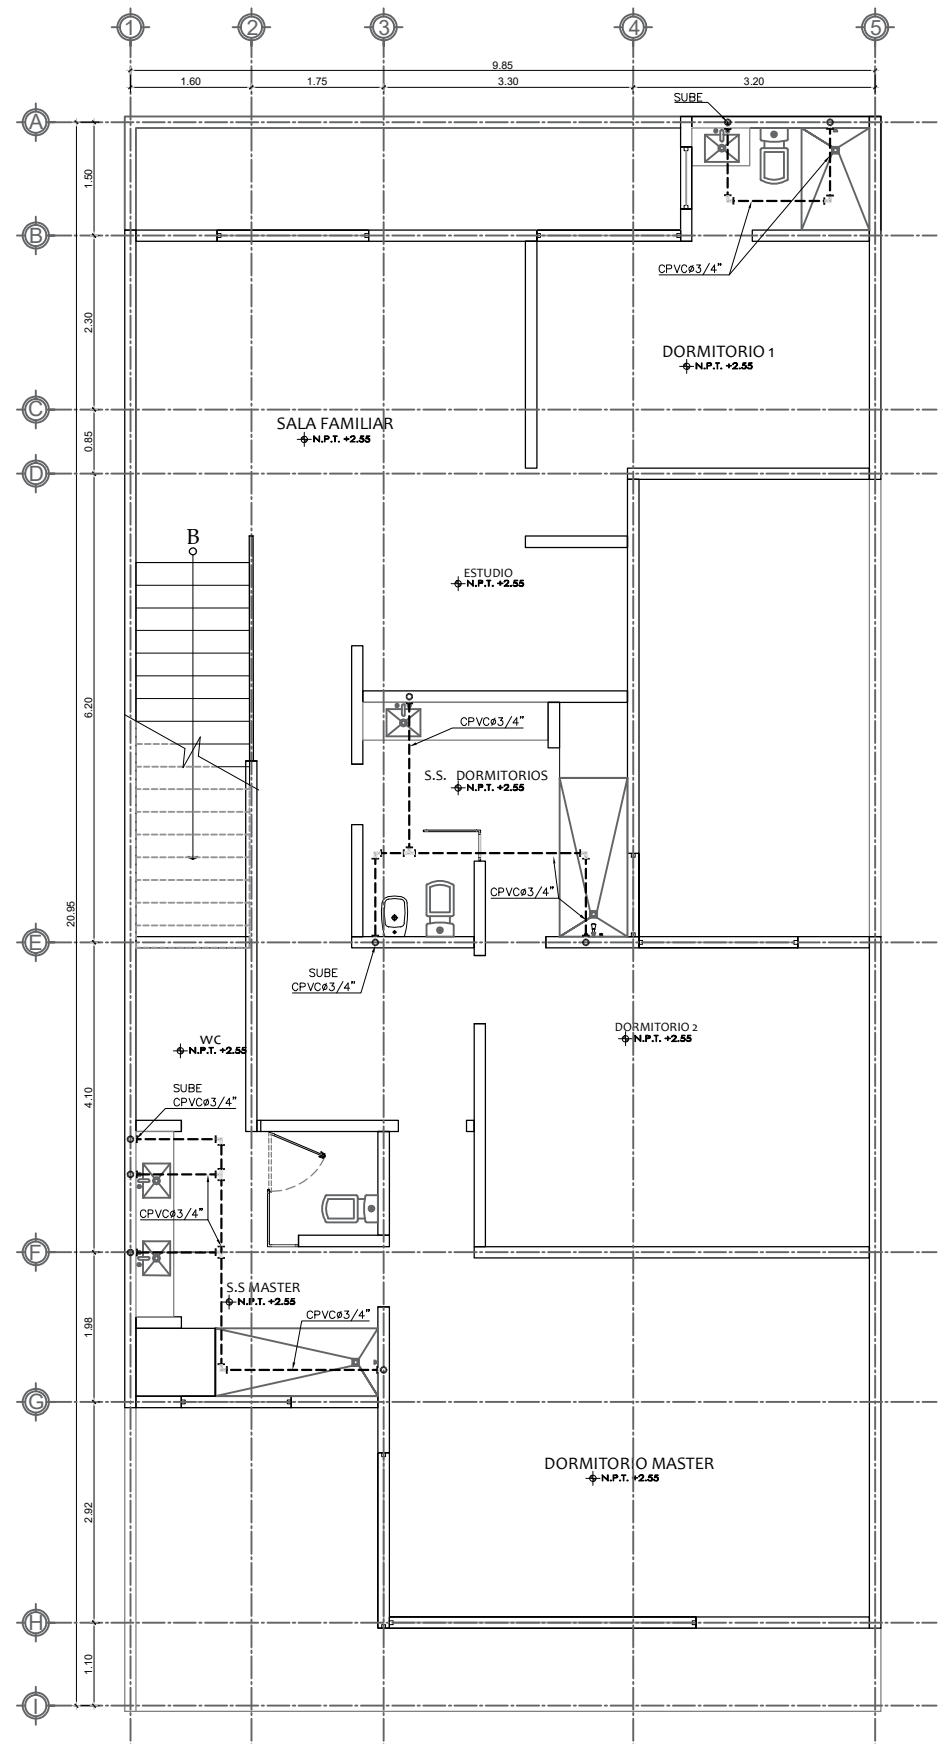 1 2 3 4 5
9.85
1.60 1.75 3.30 3.20
SUBE
A
1.50
B
CPVCø3/4"
2.30
DORMITORIO 1
N.P.T. +2.55
C
SALA FAMILIAR
N.P.T. +2.55
0.85
D
B
ESTUDIO
N.P.T. +2.55
6.20
CPVCø3/4"
S.S. DORMITORIOS
N.P.T. +2.55
CPVCø3/4"
20.95
E
SUBE
CPVCø3/4"
DORMITORIO 2
N.P.T. +2.55
WC
N.P.T. +2.55
SUBE
CPVCø3/4"
4.10
CPVCø3/4"
F
S.S MASTER
N.P.T. +2.55
CPVCø3/4"
1.98
G
DORMITORIO MASTER
N.P.T. +2.55
2.92
H
1.10
I